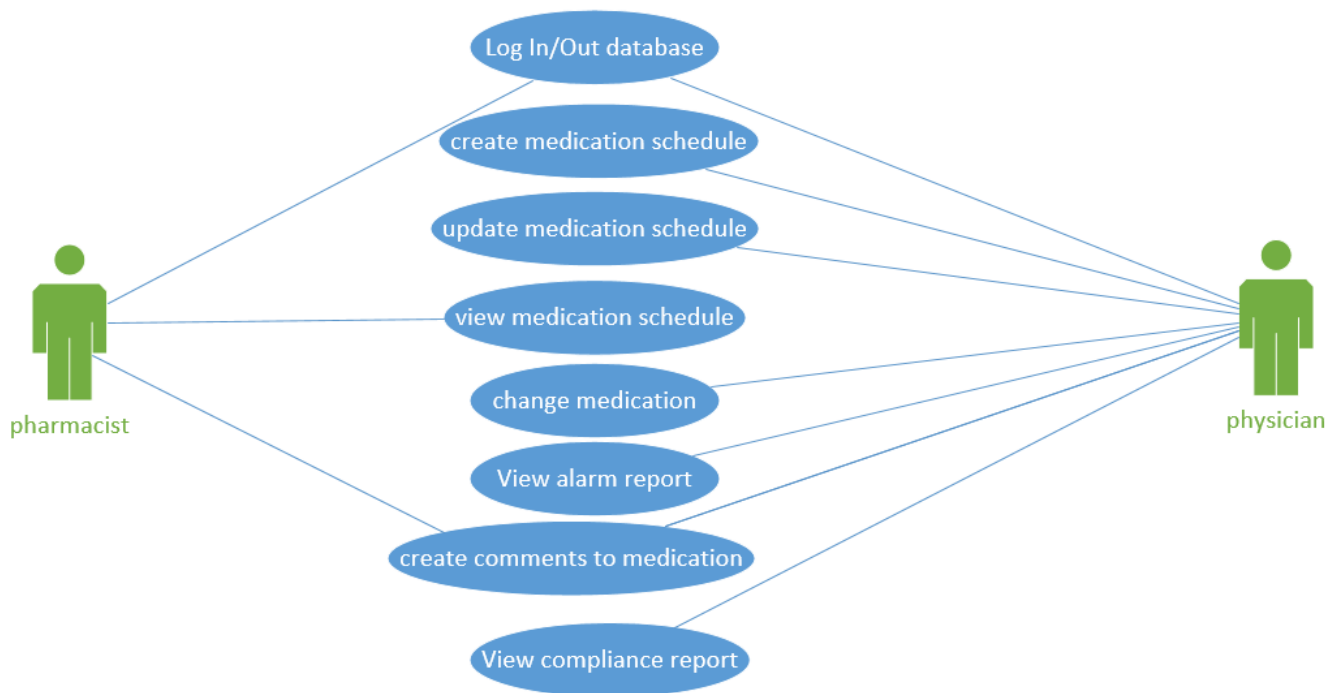 Log In/Out database
create medication schedule
update medication schedule
view medication schedule
change medication
pharmacist
physician
View alarm report
create comments to medication
View compliance report